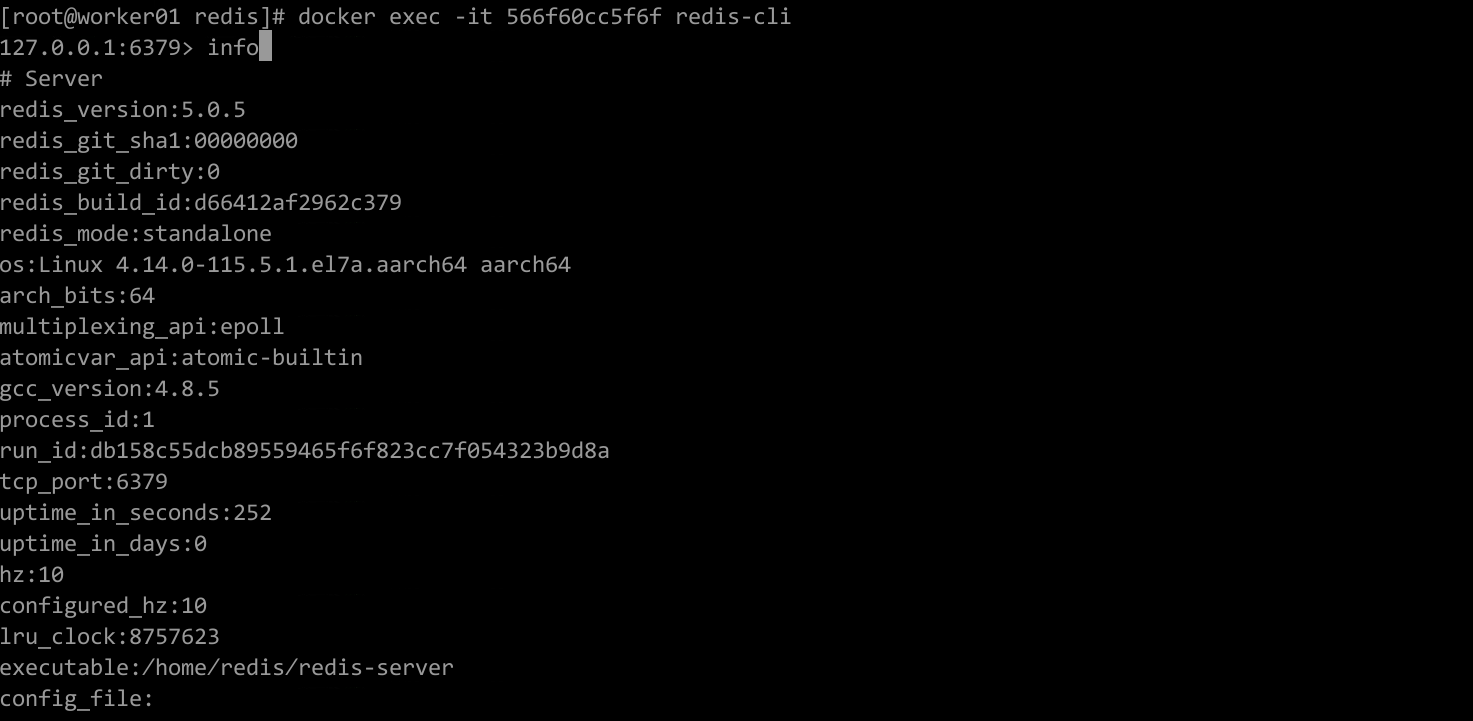 [root@worker01 redis]# docker exec -it 566f60cc5f6f redis-cli
127.0.0.1:6379> info
# Server
redis_version:5.0.5
redis_git_sha1:00000000
redis_git_dirty:0
redis_build_id:d66412af2962c379
redis_mode:standalone
os:Linux 4.14.0-115.5.1.el7a.aarch64 aarch64
arch_bits:64
multiplexing_api:epoll
atomicvar_api:atomic-builtin
gcc_version:4.8.5
process_id:1
run_id:db158c55dcb89559465f6f823cc7f054323b9d8a
tcp_port:6379
uptime_in_seconds:252
uptime_in_days:0
hz:10
configured_hz:10
lru_clock:8757623
executable:/home/redis/redis-server
config_file: